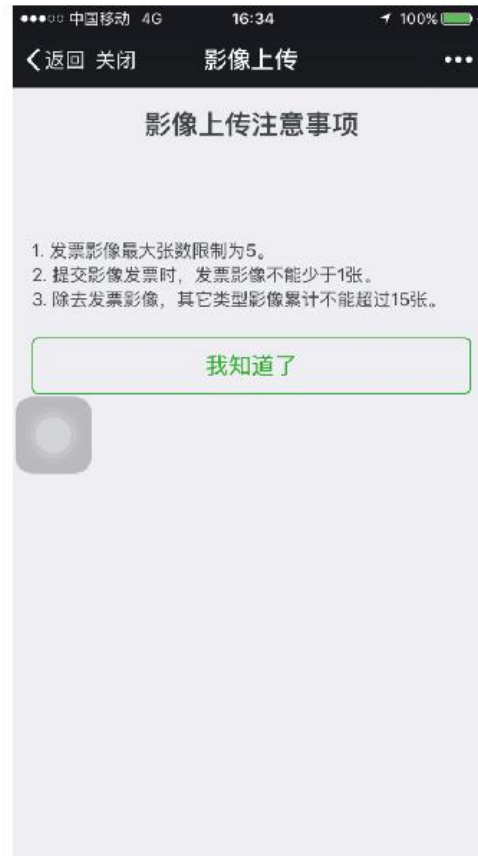 中国移动 4G 16:34 100%
返回 关闭 影像上传
影像上传注意事项
1. 发票影像最大张数限制为5。
2. 提交影像发票时，发票影像不能少于1张。
3. 除去发票影像，其它类型影像累计不能超过15张。
我知道了